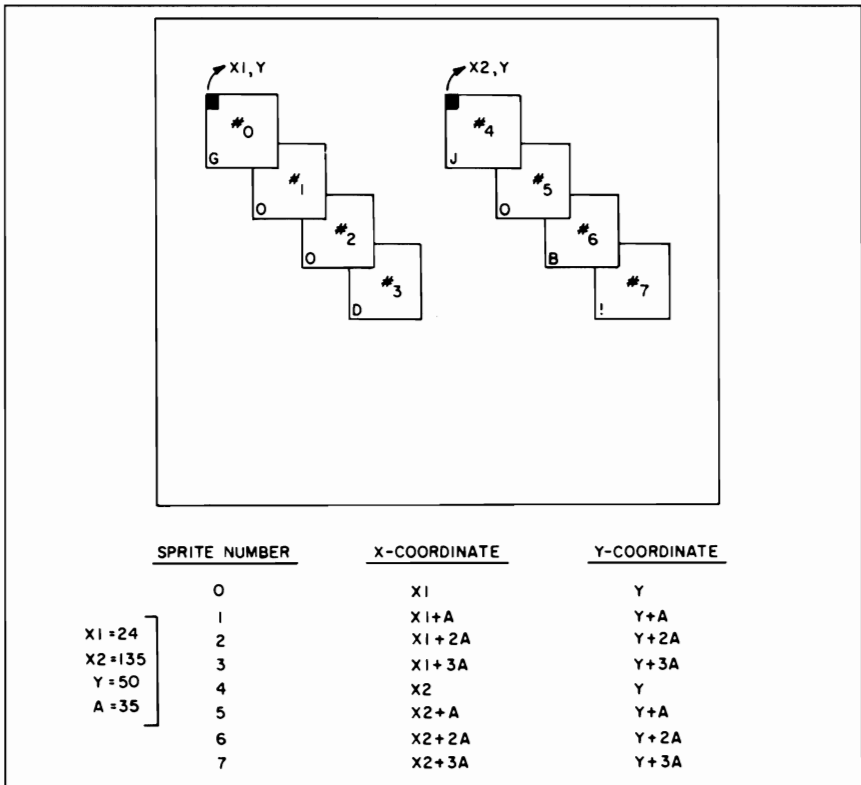 X1,Y X2,Y
#0 #4
G J
#1 #5
O O
#2 #6
O B
#3 #7
D !
SPRITE NUMBER X-COORDINATE Y-COORDINATE
0 X1 Y
1 X1+A Y+A
2 X1+2A Y+2A
3 X1+3A Y+3A
4 X2 Y
5 X2+A Y+A
6 X2+2A Y+2A
7 X2+3A Y+3A
X1=24
X2=135
Y=50
A=35